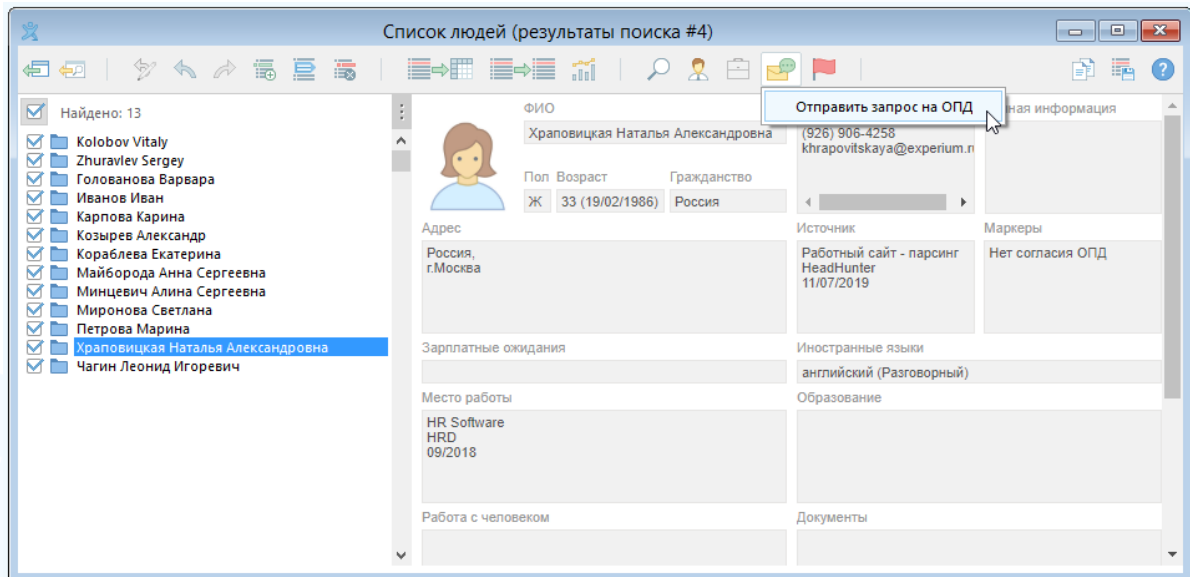 Список людей (результаты поиска #4)
Найдено: 13
Kolobov Vitaly
Zhuravlev Sergey
Голованова Варвара
Иванов Иван
Карпова Карина
Козырев Александр
Кораблева Екатерина
Майборода Анна Сергеевна
Минцевич Алина Сергеевна
Миронова Светлана
Петрова Марина
Храповицкая Наталья Александровна
Чагин Леонид Игоревич
Отправить запрос на ОПД
ФИО
Храповицкая Наталья Александровна
Пол Возраст Гражданство
Ж 33 (19/02/1986) Россия
(926) 906-4258
khrapovitskaya@experium.ru
информация
Адрес
Россия,
г.Москва
Источник
Работный сайт - парсинг
HeadHunter
11/07/2019
Маркеры
Нет согласия ОПД
Зарплатные ожидания
Иностранные языки
английский (Разговорный)
Место работы
HR Software
HRD
09/2018
Образование
Работа с человеком
Документы